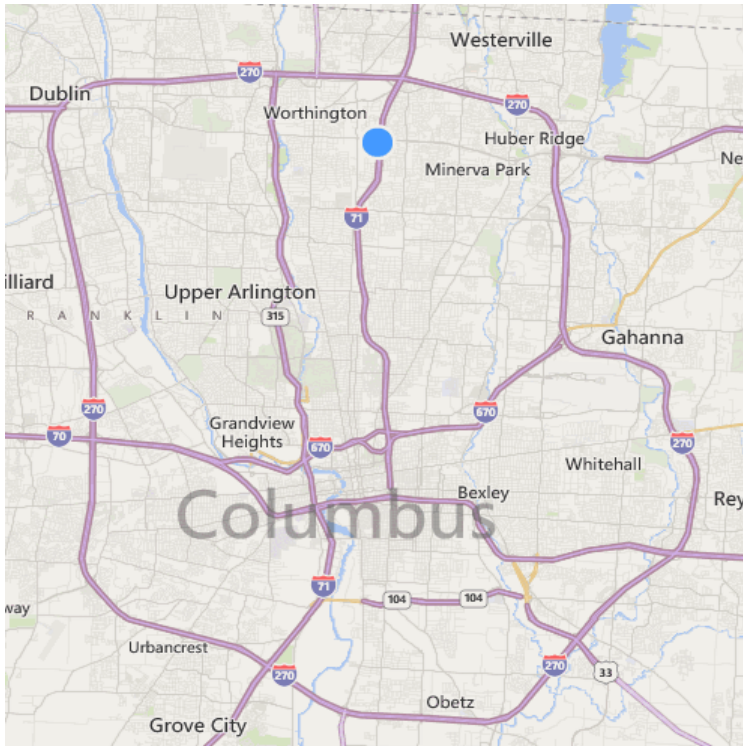 Westerville
270
Dublin
270
Worthington
Huber Ridge
Ne
Minerva Park
71
illiard
Upper Arlington
R A N K L I N
315
Gahanna
270
670
Grandview
Heights
70
670
270
Whitehall
Bexley
Rey
Columbus
71
104
104
way
Urbancrest
270
270
33
Obetz
Grove City